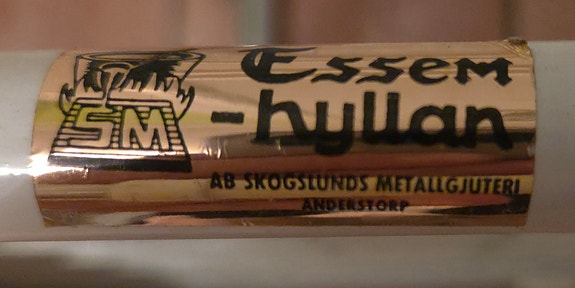 SM
Essem
-hyllan
AB SKOGSLUNDS METALLGJUTERI
ANDERSTORP